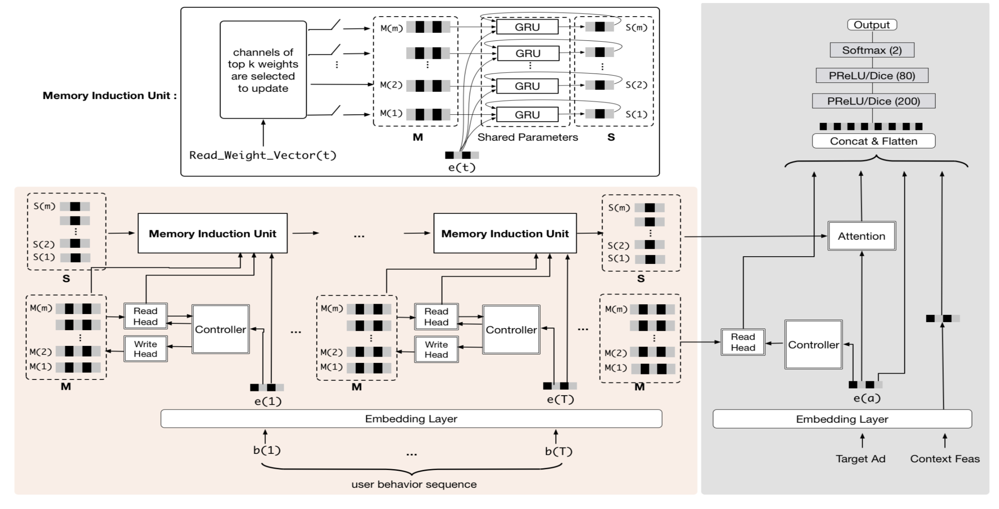 Memory Induction Unit :
channels of
top k weights
are selected
to update
Read_Weight_Vector(t)
M(m)
M(2)
M(1)
M
GRU
GRU
GRU
GRU
Shared Parameters
e(t)
S(m)
S(2)
S(1)
S
S(m)
S(2)
S(1)
S
Memory Induction Unit
...
Memory Induction Unit
S(m)
S(2)
S(1)
S
M(m)
M(2)
M(1)
M
Read
Head
Write
Head
Controller
e(1)
...
M(m)
M(2)
M(1)
M
Read
Head
Write
Head
Controller
e(T)
...
M(m)
M(2)
M(1)
M
Embedding Layer
b(1)
...
b(T)
user behavior sequence
Output
Softmax (2)
PReLU/Dice (80)
PReLU/Dice (200)
Concat & Flatten
Attention
Read
Head
Controller
e(a)
Embedding Layer
Target Ad
Context Feas